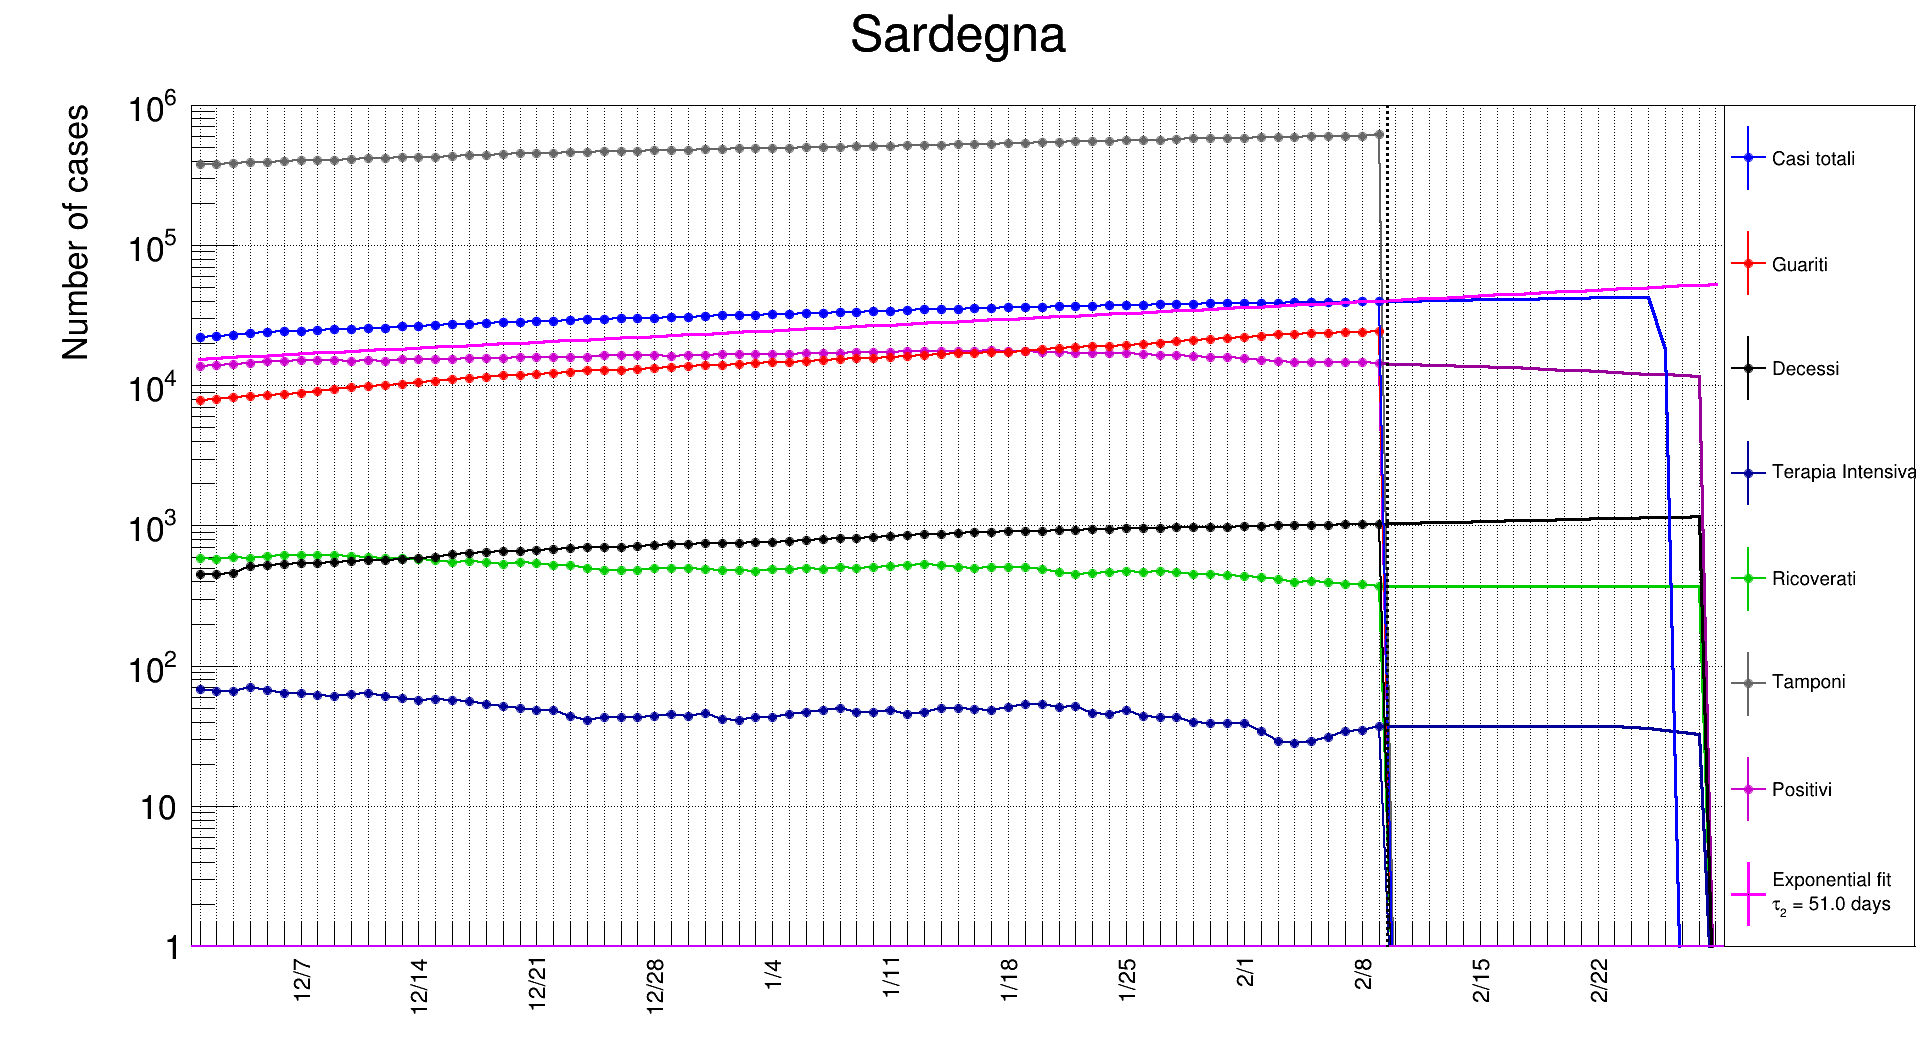 Sardegna
Number of cases
10^6
10^5
10^4
10^3
10^2
10
1
12/7
12/14
12/21
12/28
1/4
1/11
1/18
1/25
2/1
2/8
2/15
2/22
Casi totali
Guariti
Decessi
Terapia Intensiva
Ricoverati
Tamponi
Positivi
Exponential fit
τ_2 = 51.0 days